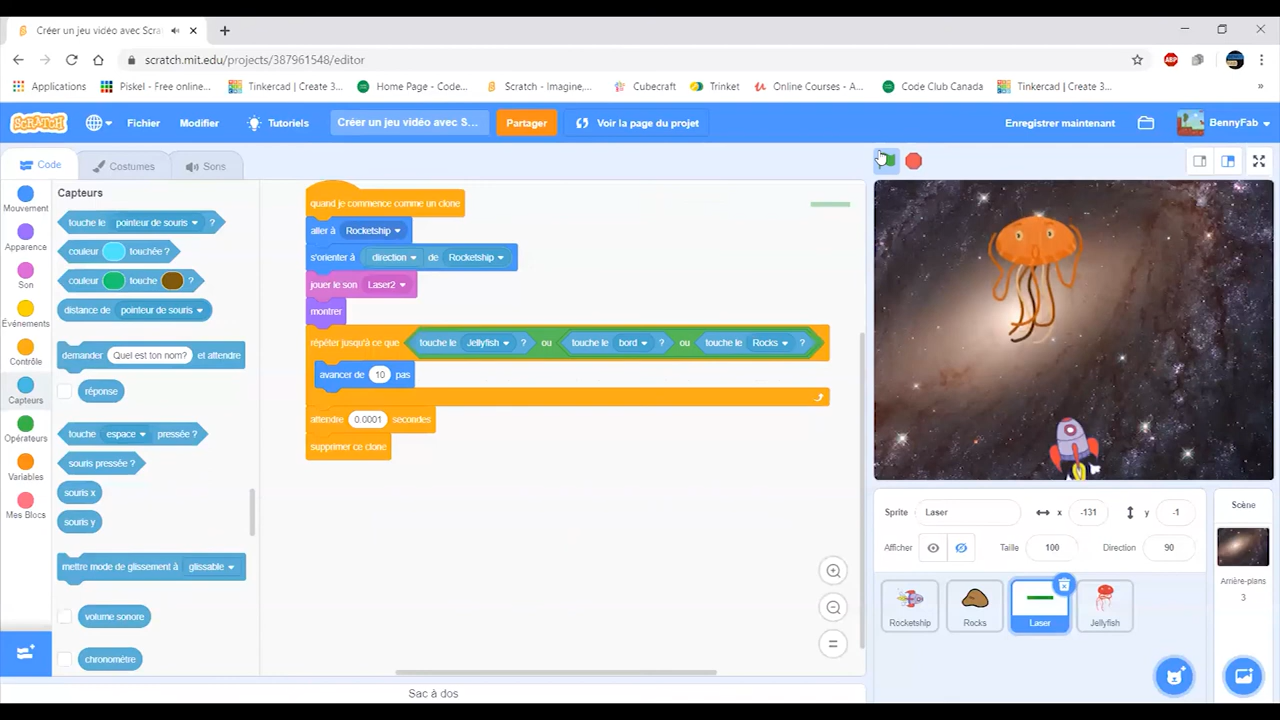 Créer un jeu vidéo avec Scra
scratch.mit.edu/projects/387961548/editor
ABP
Applications
Piskel - Free onlin...
Tinkercad | Create 3...
Home Page - Code...
Scratch - Imagine,...
Cubecraft
Trinket
Online Courses - A...
Code Club Canada
Tinkercad | Create 3...
»
SCRATCH
Fichier
Modifier
Tutoriels
Créer un jeu vidéo avec S...
Partager
Voir la page du projet
Enregistrer maintenant
BennyFab
Code
Costumes
Sons
Mouvement
Apparence
Son
Événements
Contrôle
Capteurs
Opérateurs
Variables
Mes Blocs
Capteurs
touche le pointeur de souris ?
couleur touchée ?
couleur touche ?
distance de pointeur de souris
demander Quel est ton nom? et attendre
réponse
touche espace pressée ?
souris pressée ?
souris x
souris y
mettre mode de glissement à glissable
volume sonore
chronomètre
quand je commence comme un clone
aller à Rocketship
s'orienter à direction de Rocketship
jouer le son Laser2
montrer
répéter jusqu'à ce que touche le Jellyfish ? ou touche le bord ? ou touche le Rocks ?
avancer de 10 pas
attendre 0.0001 secondes
supprimer ce clone
Sprite Laser x -131 y -1
Afficher Taille 100 Direction 90
Rocketship
Rocks
Laser
Jellyfish
Scène
Arrière-plans
3
Sac à dos